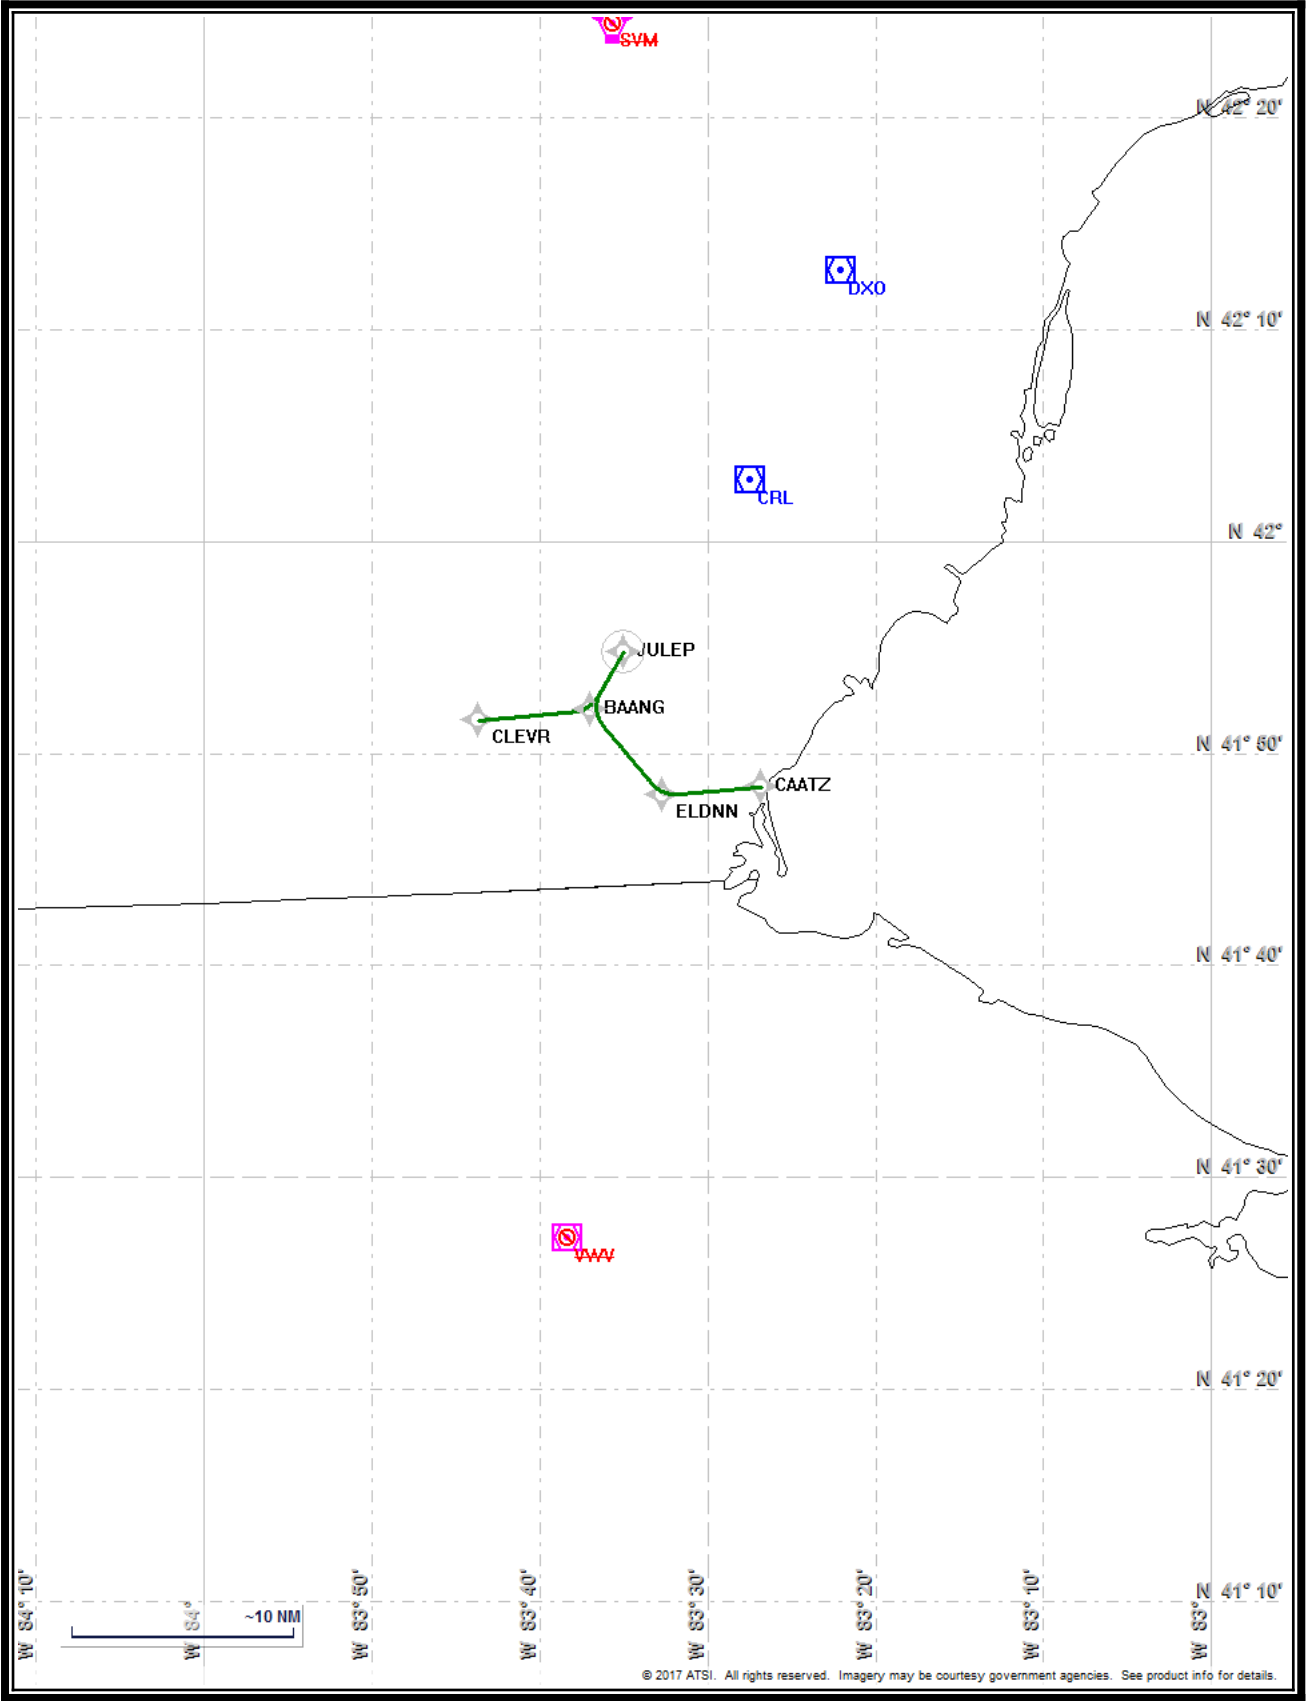 SVM
N 42° 20'
DXO
N 42° 10'
CRL
N 42°
JULEP
BAANG
CLEVR
N 41° 50'
CAATZ
ELDNN
N 41° 40'
N 41° 30'
VWV
N 41° 20'
N 41° 10'
W 84° 10'
W 84°
W 83° 50'
W 83° 40'
W 83° 30'
W 83° 20'
W 83° 10'
W 83°
~10 NM
© 2017 ATSI. All rights reserved. Imagery may be courtesy government agencies. See product info for details.